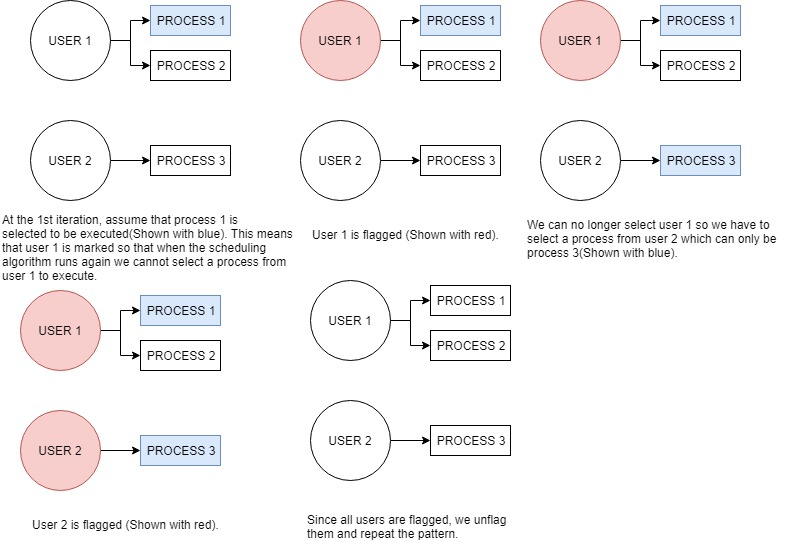 USER 1
PROCESS 1
PROCESS 2
USER 2
PROCESS 3
USER 1
PROCESS 1
PROCESS 2
USER 2
PROCESS 3
USER 1
PROCESS 1
PROCESS 2
USER 2
PROCESS 3
At the 1st iteration, assume that process 1 is
selected to be executed(Shown with blue). This means
that user 1 is marked so that when the scheduling
algorithm runs again we cannot select a process from
user 1 to execute.
User 1 is flagged (Shown with red).
We can no longer select user 1 so we have to
select a process from user 2 which can only be
process 3(Shown with blue).
USER 1
PROCESS 1
PROCESS 2
USER 2
PROCESS 3
User 2 is flagged (Shown with red).
USER 1
PROCESS 1
PROCESS 2
USER 2
PROCESS 3
Since all users are flagged, we unflag
them and repeat the pattern.